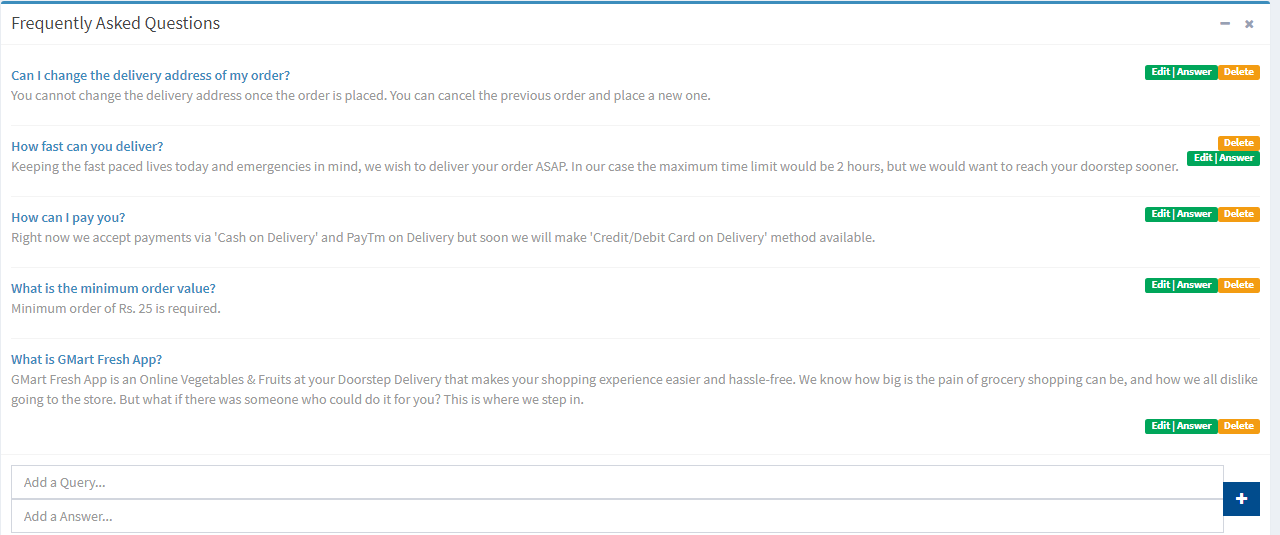 Frequently Asked Questions
Can I change the delivery address of my order?
Edit | Answer Delete
You cannot change the delivery address once the order is placed. You can cancel the previous order and place a new one.
How fast can you deliver?
Delete
Edit | Answer
Keeping the fast paced lives today and emergencies in mind, we wish to deliver your order ASAP. In our case the maximum time limit would be 2 hours, but we would want to reach your doorstep sooner.
How can I pay you?
Edit | Answer Delete
Right now we accept payments via 'Cash on Delivery' and PayTm on Delivery but soon we will make 'Credit/Debit Card on Delivery' method available.
What is the minimum order value?
Edit | Answer Delete
Minimum order of Rs. 25 is required.
What is GMart Fresh App?
GMart Fresh App is an Online Vegetables & Fruits at your Doorstep Delivery that makes your shopping experience easier and hassle-free. We know how big is the pain of grocery shopping can be, and how we all dislike
going to the store. But what if there was someone who could do it for you? This is where we step in.
Edit | Answer Delete
Add a Query...
Add a Answer...